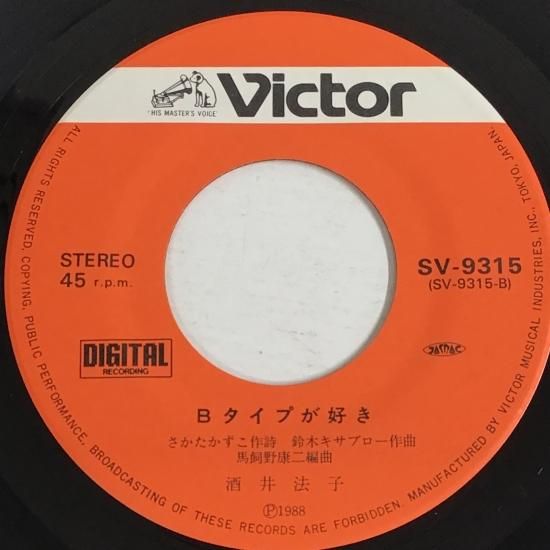 Victor
"HIS MASTER'S VOICE"
STEREO
45 r.p.m.
SV-9315
(SV-9315-B)
DIGITAL
RECORDING
JASRAC
Bタイプが好き
さかたかずこ作詩 鈴木キサブロー作曲
馬飼野康二編曲
酒井法子
Ⓟ1988
ALL RIGHTS RESERVED. COPYING, PUBLIC PERFORMANCE, BROADCASTING OF THESE RECORDS ARE FORBIDDEN. MANUFACTURED BY VICTOR MUSICAL INDUSTRIES, INC., TOKYO, JAPAN.